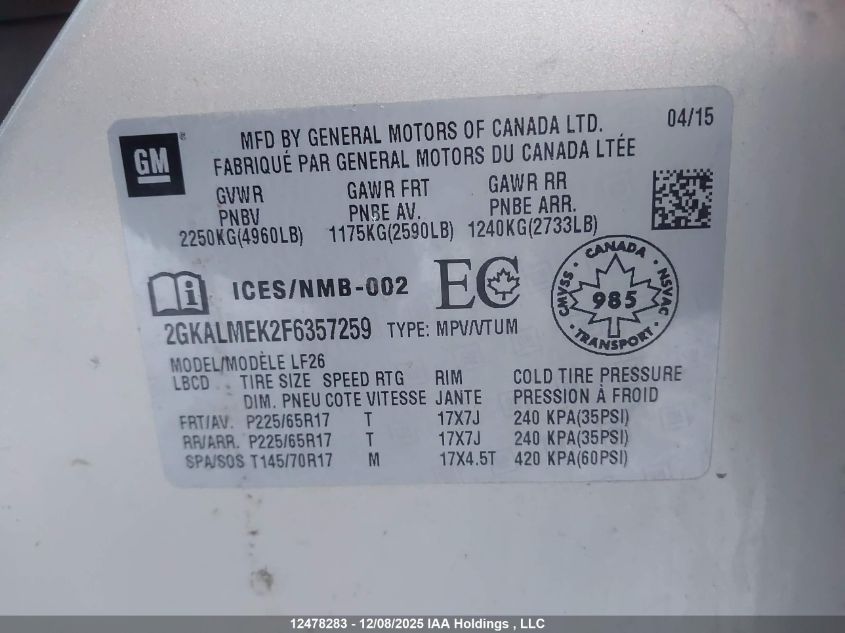 GM
MFD BY GENERAL MOTORS OF CANADA LTD.
04/15
FABRIQUÉ PAR GENERAL MOTORS DU CANADA LTÉE
GVWR GAWR FRT GAWR RR
PNBV PNBE AV. PNBE ARR.
2250KG(4960LB) 1175KG(2590LB) 1240KG(2733LB)
ICES/NMB-002 EC
CANADA
CMVSS 985 NSVAC
TRANSPORT
2GKALMEK2F6357259 TYPE: MPV/VTUM
MODEL/MODÈLE LF26
LBCD TIRE SIZE SPEED RTG RIM COLD TIRE PRESSURE
DIM. PNEU COTE VITESSE JANTE PRESSION À FROID
FRT/AV. P225/65R17 T 17X7J 240 KPA(35PSI)
RR/ARR. P225/65R17 T 17X7J 240 KPA(35PSI)
SPA/SOS T145/70R17 M 17X4.5T 420 KPA(60PSI)
12478283 - 12/08/2025 IAA Holdings , LLC